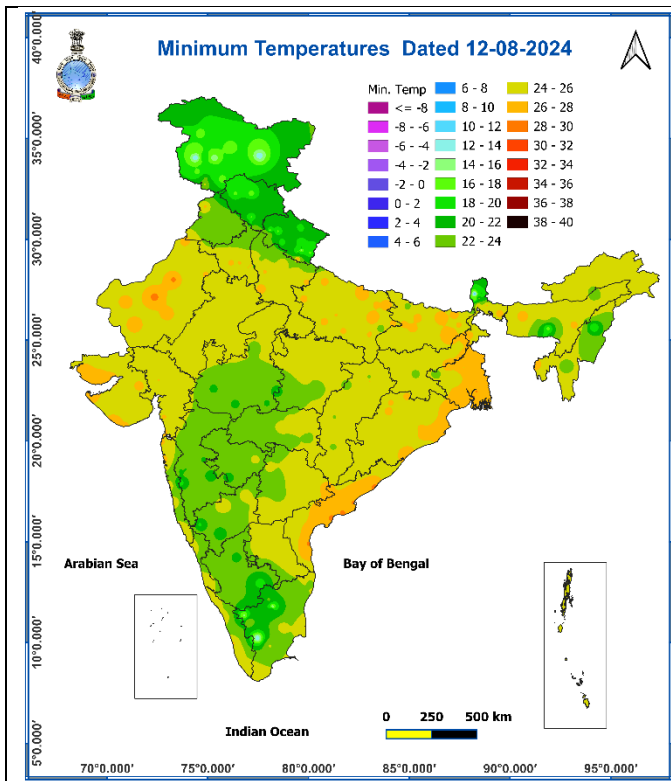 Minimum Temperatures Dated 12-08-2024
Min. Temp
<= -8
-8 - -6
-6 - -4
-4 - -2
-2 - 0
0 - 2
2 - 4
4 - 6
6 - 8
8 - 10
10 - 12
12 - 14
14 - 16
16 - 18
18 - 20
20 - 22
22 - 24
24 - 26
26 - 28
28 - 30
30 - 32
32 - 34
34 - 36
36 - 38
38 - 40
40°0.000'
35°0.000'
30°0.000'
25°0.000'
20°0.000'
15°0.000'
10°0.000'
5°0.000'
Arabian Sea
Bay of Bengal
Indian Ocean
0 250 500 km
70°0.000' 75°0.000' 80°0.000' 85°0.000' 90°0.000' 95°0.000'